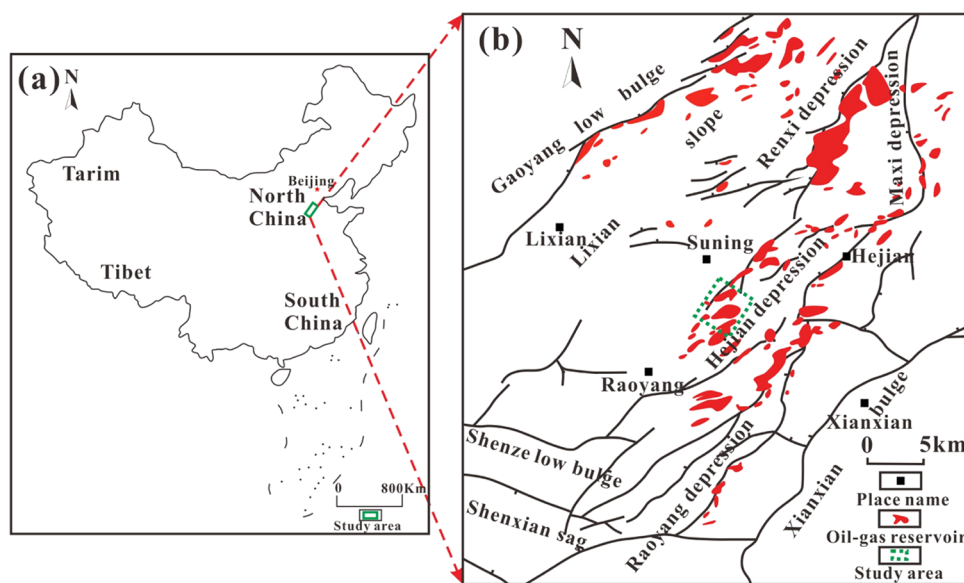 (a)
N
Beijing
Tarim
North
China
Tibet
South
China
0 800Km
Study area
(b)
N
Gaoyang low bulge
slope
Renxi depression
Maxi depression
Lixian
Lixian
Suning
Hejian
Hejian depression
Raoyang
Xianxian
bulge
Xianxian
Shenze low bulge
Shenxian sag
Raoyang depression
0 5km
Place name
Oil-gas reservoir
Study area